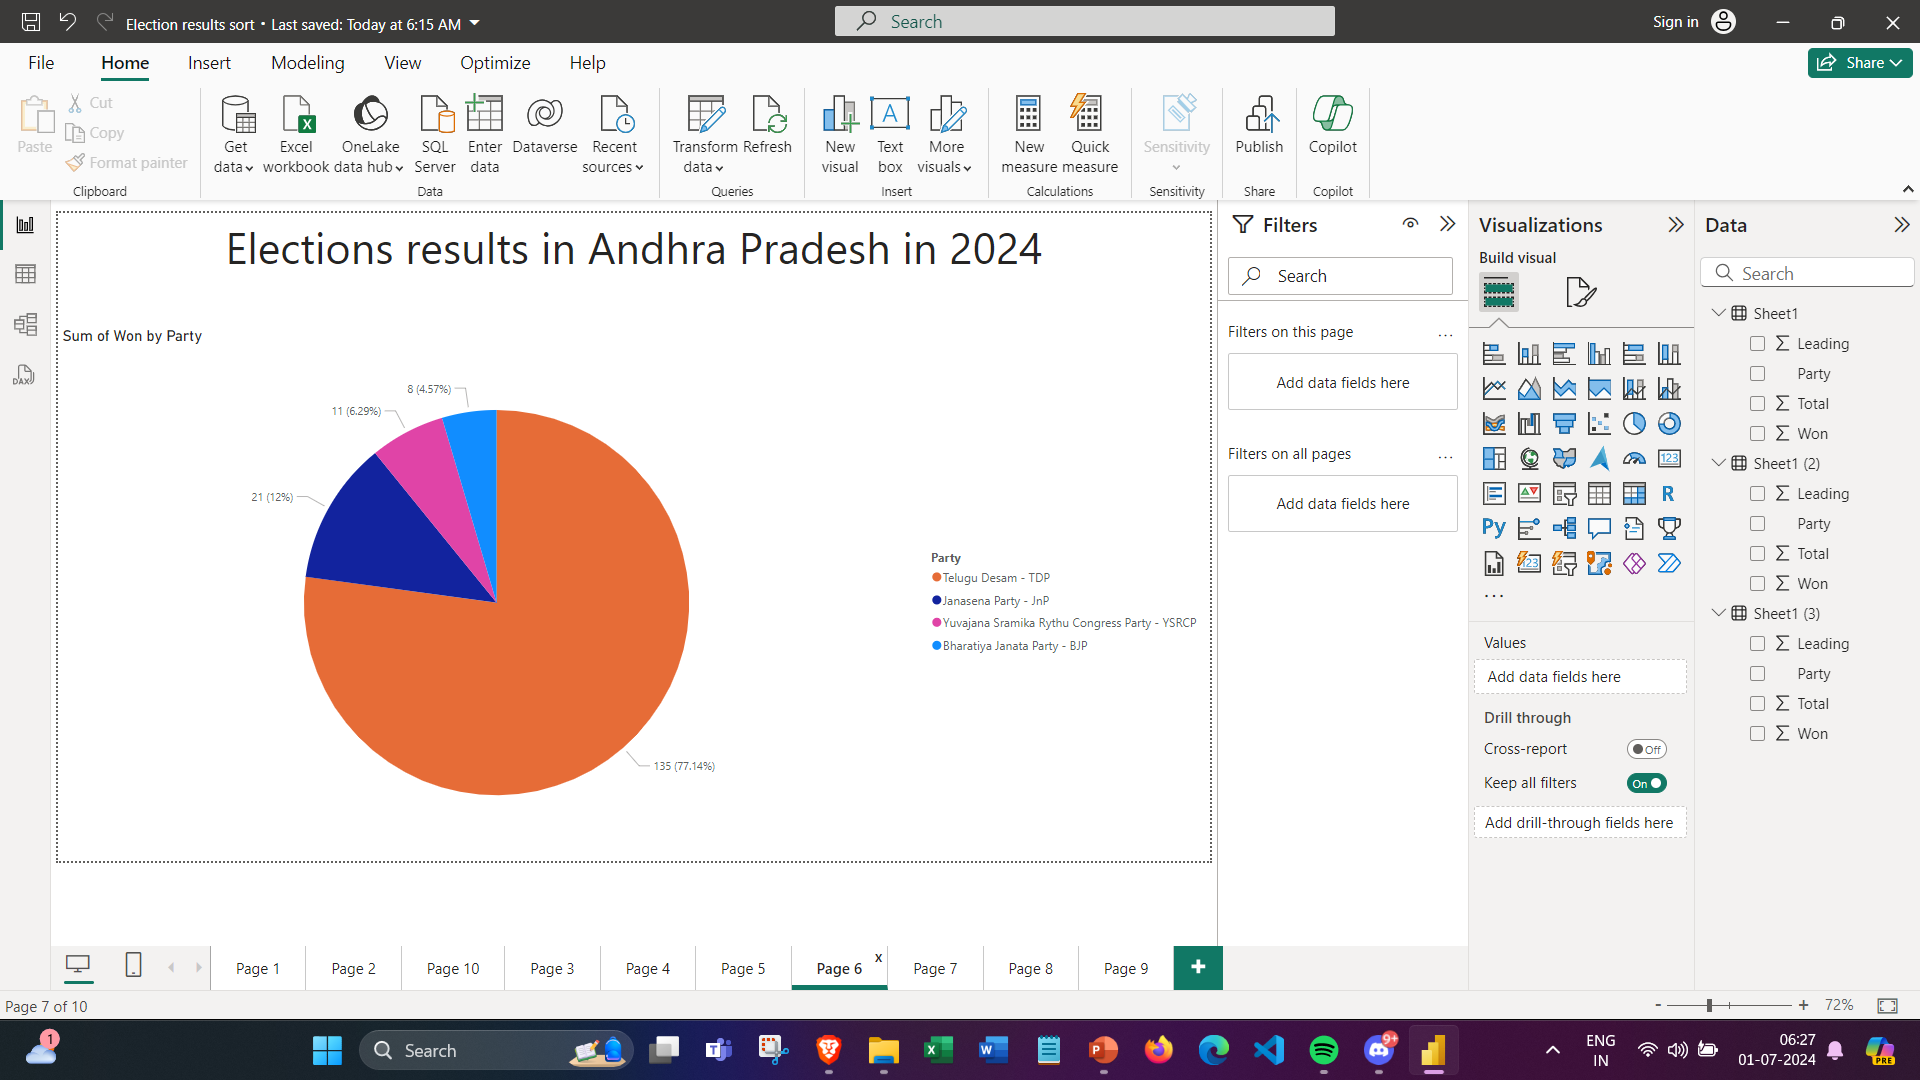 Election results sort • Last saved: Today at 6:15 AM
Search
Sign in
File
Home
Insert
Modeling
View
Optimize
Help
Share
Paste
Cut
Copy
Format painter
Clipboard
Get data
Excel workbook
OneLake data hub
SQL Server
Enter data
Dataverse
Recent sources
Data
Transform data
Refresh
Queries
New visual
Text box
More visuals
Insert
New measure
Quick measure
Calculations
Sensitivity
Sensitivity
Publish
Share
Copilot
Copilot
Elections results in Andhra Pradesh in 2024
Sum of Won by Party
8 (4.57%)
11 (6.29%)
21 (12%)
135 (77.14%)
Party
Telugu Desam - TDP
Janasena Party - JnP
Yuvajana Sramika Rythu Congress Party - YSRCP
Bharatiya Janata Party - BJP
Filters
Search
Filters on this page
...
Add data fields here
Filters on all pages
...
Add data fields here
Visualizations
Build visual
123
R
Py
123
...
Values
Add data fields here
Drill through
Cross-report
Off
Keep all filters
On
Add drill-through fields here
Data
Search
Sheet1
Leading
Party
Total
Won
Sheet1 (2)
Leading
Party
Total
Won
Sheet1 (3)
Leading
Party
Total
Won
DAX
Page 1
Page 2
Page 10
Page 3
Page 4
Page 5
Page 6
x
Page 7
Page 8
Page 9
+
Page 7 of 10
-
+
72%
1
Search
9+
ENG
IN
06:27
01-07-2024
PRE